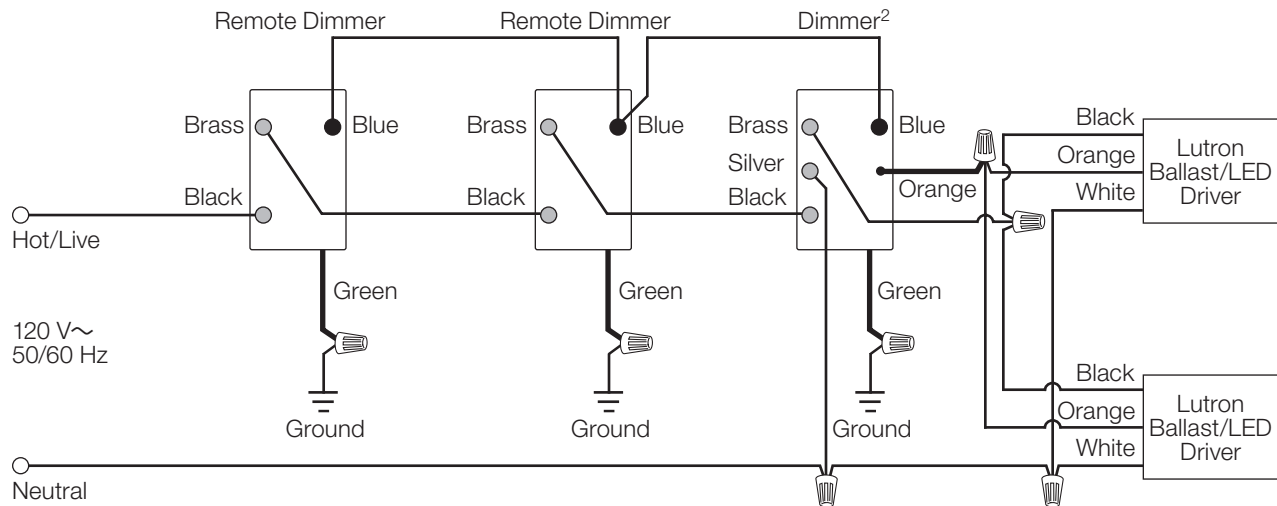 Remote Dimmer
Remote Dimmer
Dimmer²
Brass
Blue
Brass
Blue
Brass
Blue
Black
Lutron
Ballast/LED
Driver
Silver
Orange
Orange
Black
Black
Black
White
Hot/Live
Green
Green
Green
120 V~
50/60 Hz
Black
Lutron
Ballast/LED
Driver
Ground
Ground
Ground
Orange
White
Neutral